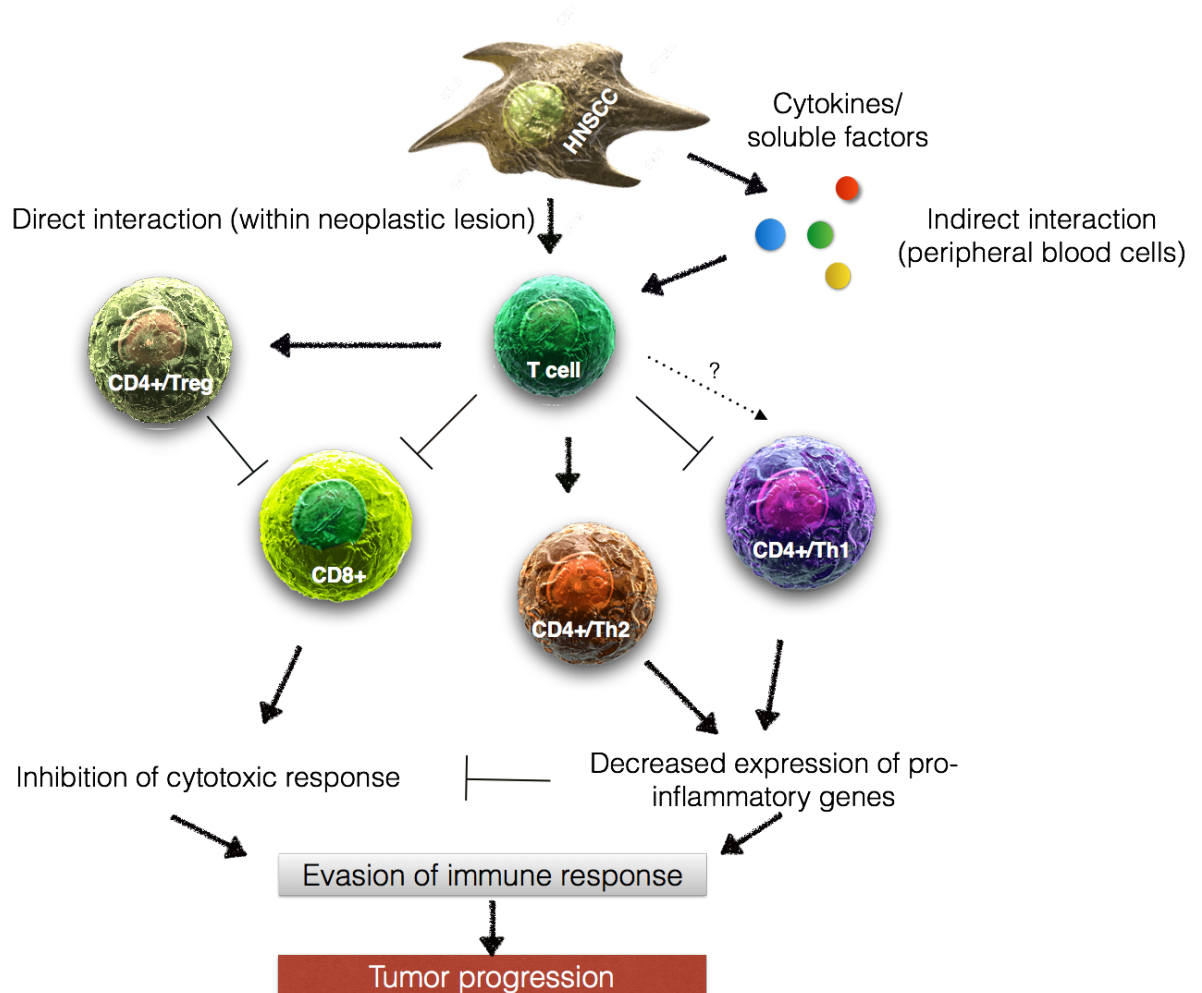 HNSCC
Cytokines/
soluble factors
Direct interaction (within neoplastic lesion)
Indirect interaction
(peripheral blood cells)
CD4+/Treg
T cell
?
CD8+
CD4+/Th2
CD4+/Th1
Inhibition of cytotoxic response
Decreased expression of pro-
inflammatory genes
Evasion of immune response
Tumor progression